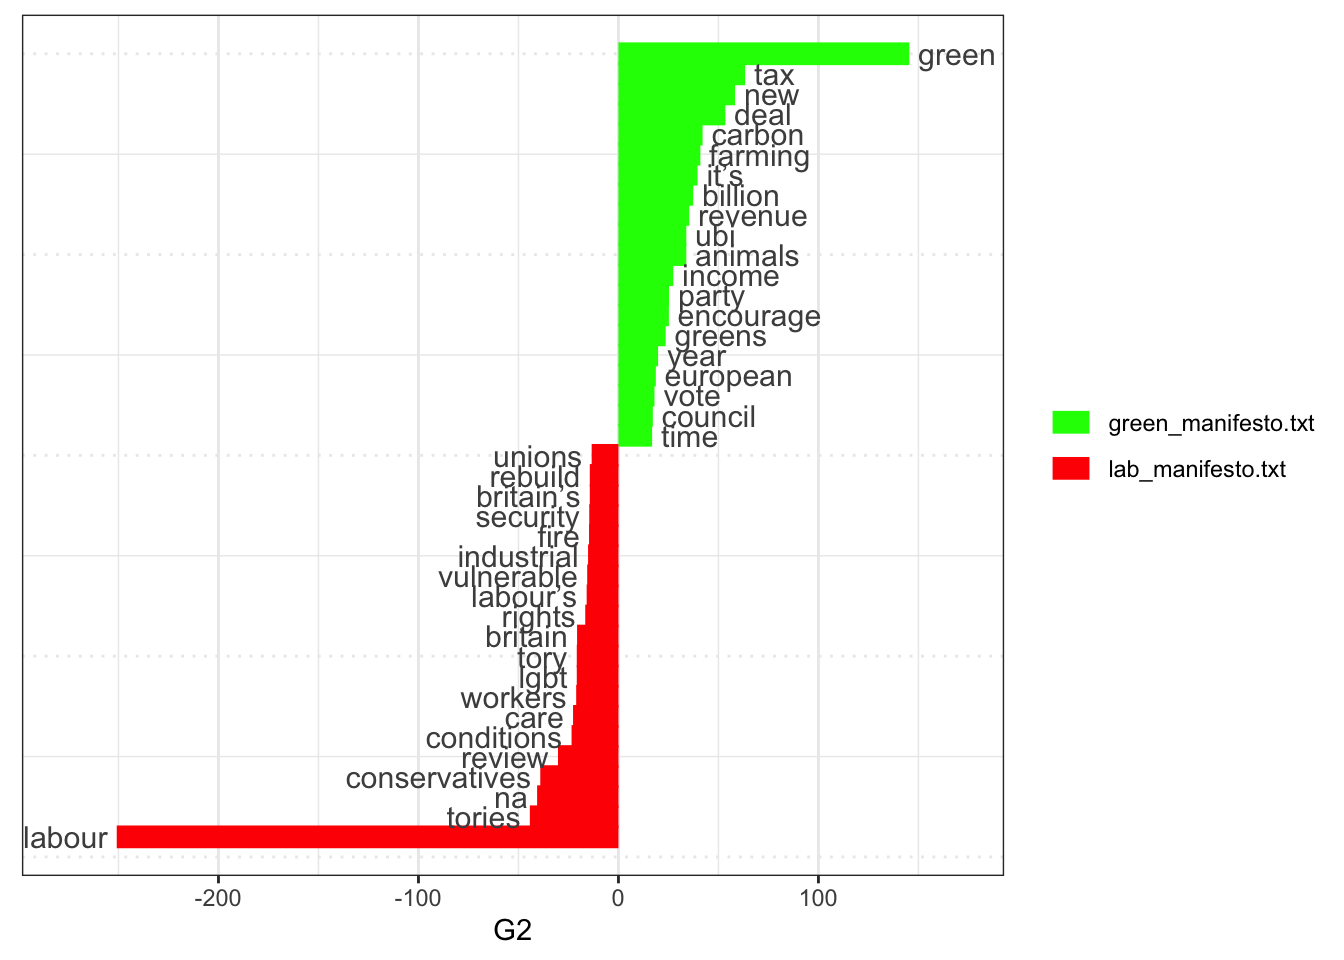 green
tax
new
deal
carbon
farming
it’s
billion
revenue
ubi
animals
income
party
encourage
greens
year
european
vote
council
time
unions
rebuild
britain’s
security
fire
industrial
vulnerable
labour’s
rights
britain
tory
lgbt
workers
care
conditions
review
conservatives
na
tories
labour
-200 -100 0 100
G2
green_manifesto.txt
lab_manifesto.txt